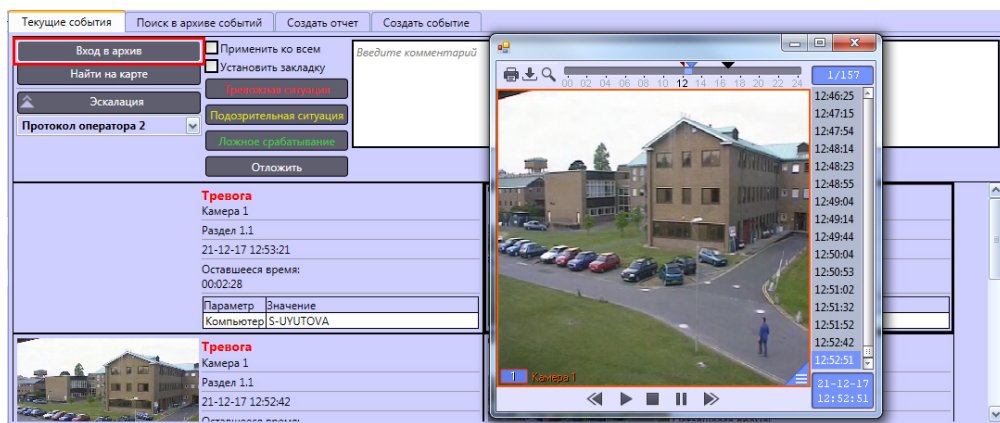 Текущие события
Поиск в архиве событий
Создать отчет
Создать событие
Вход в архив
Найти на карте
Эскалация
Протокол оператора 2
Применить ко всем
Установить закладку
Тревожная ситуация
Подозрительная ситуация
Ложное срабатывание
Отложить
Введите комментарий
Тревога
Камера 1
Раздел 1.1
21-12-17 12:53:21
Оставшееся время:
00:02:28
Параметр Значение
Компьютер S-UYUTOVA
Тревога
Камера 1
Раздел 1.1
21-12-17 12:52:42
Оставшееся время:
00 02 04 06 08 10 12 14 16 18 20 22 24
1/157
12:46:25
12:47:15
12:47:54
12:48:14
12:48:23
12:48:55
12:49:04
12:49:14
12:49:44
12:50:04
12:50:53
12:51:02
12:51:32
12:51:52
12:52:42
12:52:51
1 Камера 1
21-12-17
12:52:51